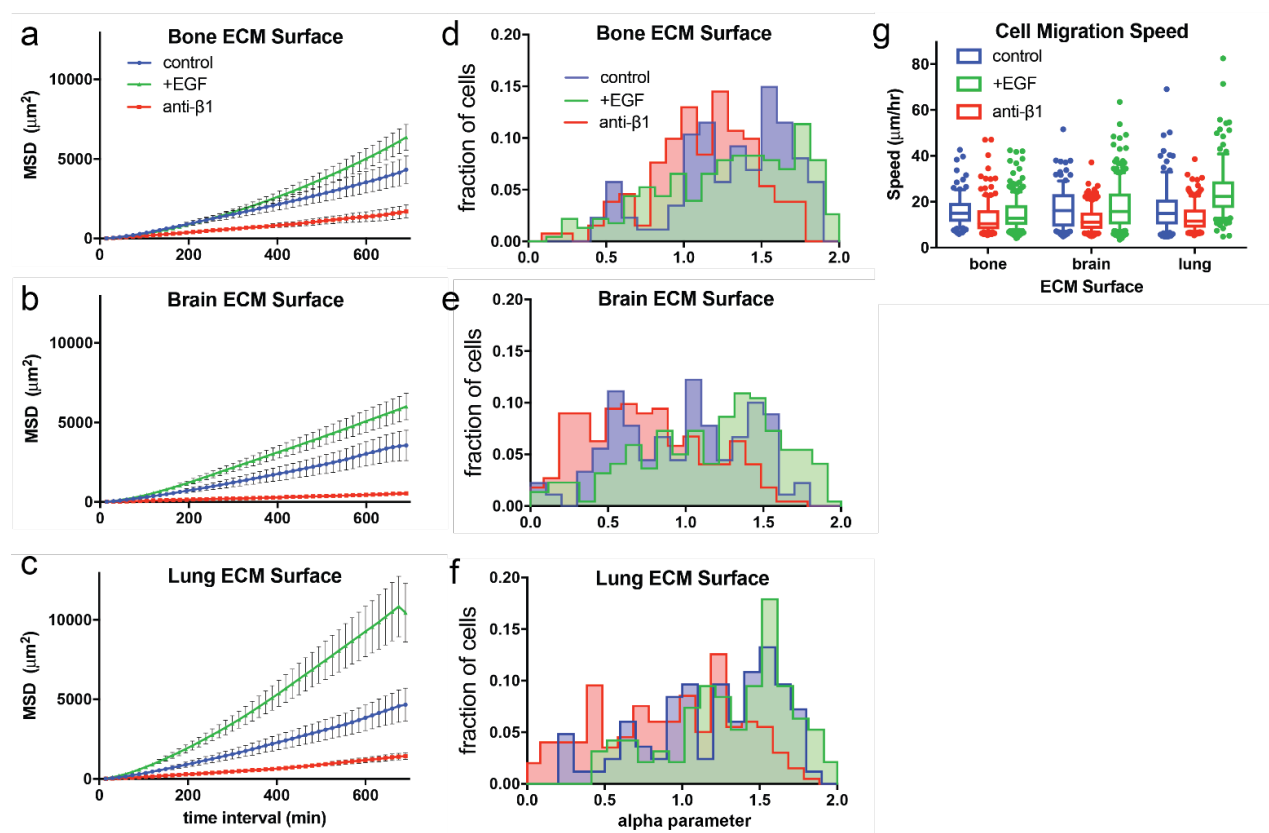 a
Bone ECM Surface
control
+EGF
anti-β1
10000
5000
0
MSD (μm²)
0 200 400 600
b
Brain ECM Surface
10000
5000
0
MSD (μm²)
0 200 400 600
c
Lung ECM Surface
10000
5000
0
MSD (μm²)
0 200 400 600
time interval (min)
d
Bone ECM Surface
control
+EGF
anti-β1
0.20
0.15
0.10
0.05
0.00
fraction of cells
0.0 0.5 1.0 1.5 2.0
e
Brain ECM Surface
0.20
0.15
0.10
0.05
0.00
fraction of cells
0.0 0.5 1.0 1.5 2.0
f
Lung ECM Surface
0.20
0.15
0.10
0.05
0.00
fraction of cells
0.0 0.5 1.0 1.5 2.0
alpha parameter
g
Cell Migration Speed
control
+EGF
anti-β1
80
60
40
20
0
Speed (μm/hr)
bone brain lung
ECM Surface